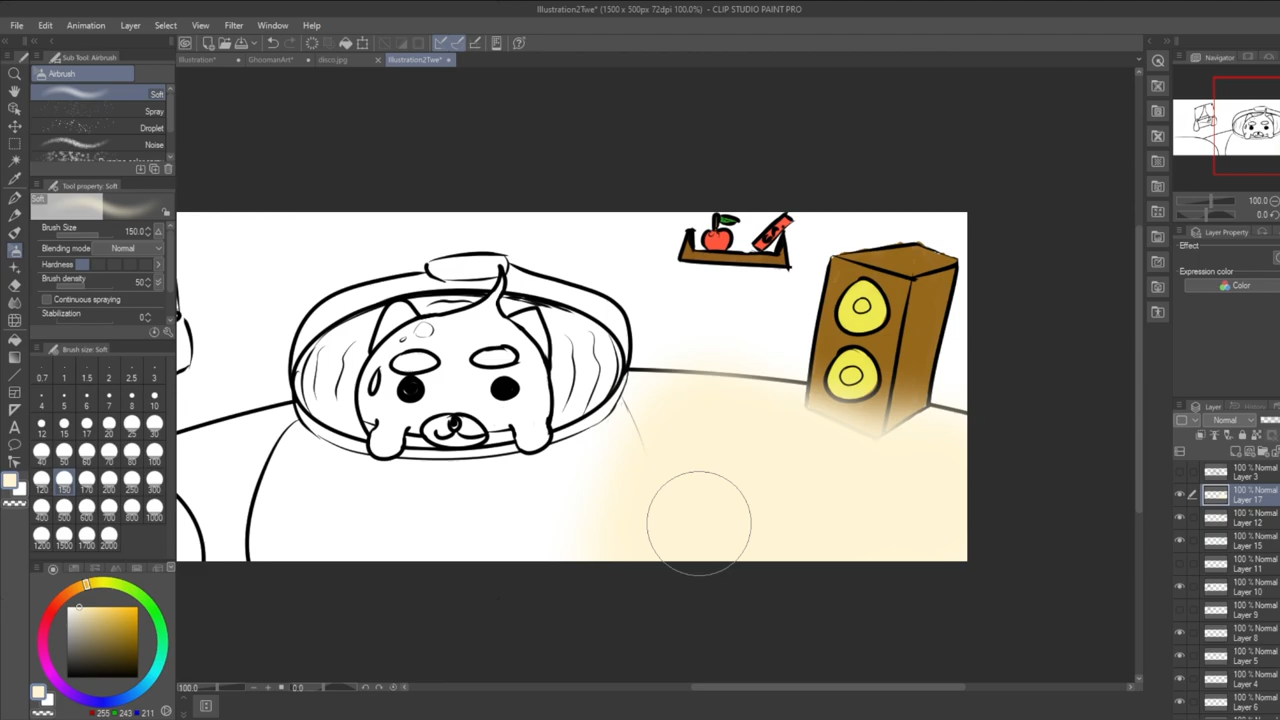 Illustration2Twe* (1500 x 500px 72dpi 100.0%) - CLIP STUDIO PAINT PRO
File Edit Animation Layer Select View Filter Window Help
Sub Tool: Airbrush
Illustration* GhoomanArt* disco.jpg Illustration2Twe*
Navigator
Airbrush
Soft
Spray
Droplet
Noise
Tool property: Soft
Soft
Brush Size 150.0
Blending mode Normal
Hardness
Brush density 50
Continuous spraying
Stabilization 0
Brush size: Soft
0.7 1 1.5 2 2.5 3
4 5 6 7 8 10
12 15 17 20 25 30
40 50 60 70 80 100
120 150 170 200 250 300
400 500 600 700 800 1000
1200 1500 1700 2000
255 243 211
100.0 0.0
100.0
0.0
Layer Property
Effect
Expression color
Color
Layer
Normal
100 % Normal
Layer 3
100 % Normal
Layer 17
100 % Normal
Layer 12
100 % Normal
Layer 15
100 % Normal
Layer 11
100 % Normal
Layer 10
100 % Normal
Layer 9
100 % Normal
Layer 8
100 % Normal
Layer 5
100 % Normal
Layer 4
100 % Normal
Layer 6